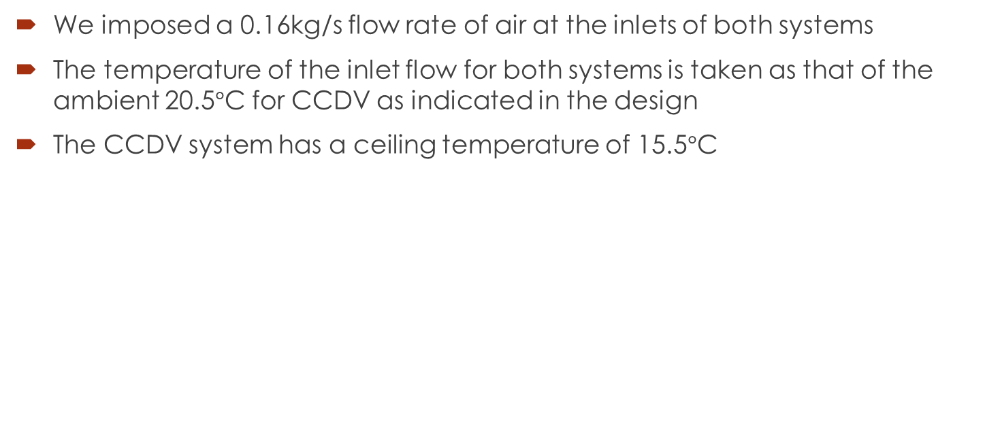 We imposed a 0.16kg/s flow rate of air at the inlets of both systems
The temperature of the inlet flow for both systems is taken as that of the
ambient 20.5°C for CCDV as indicated in the design
The CCDV system has a ceiling temperature of 15.5°C